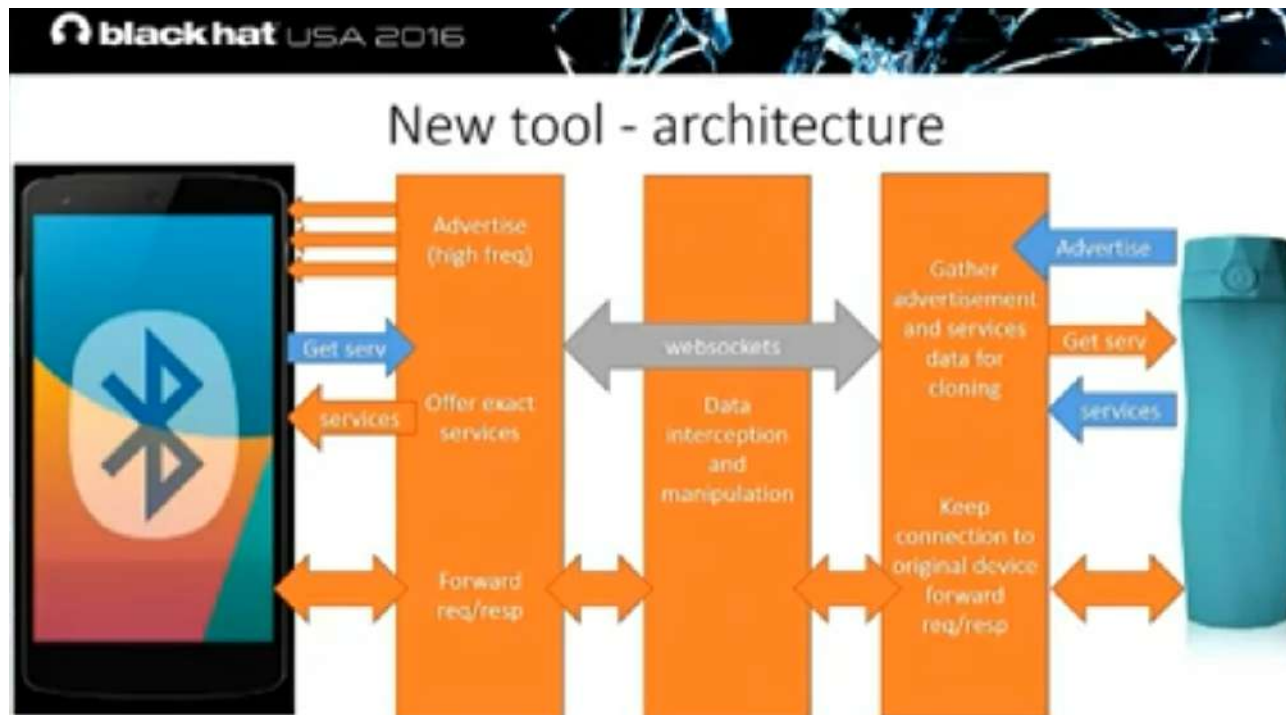 blackhat USA 2016
New tool - architecture
Advertise
(high freq)
Get serv
services
Offer exact
services
Forward
req/resp
websockets
Data
interception
and
manipulation
Gather
advertisement
and services
data for
cloning
Keep
connection to
original device
forward
req/resp
Advertise
Get serv
services